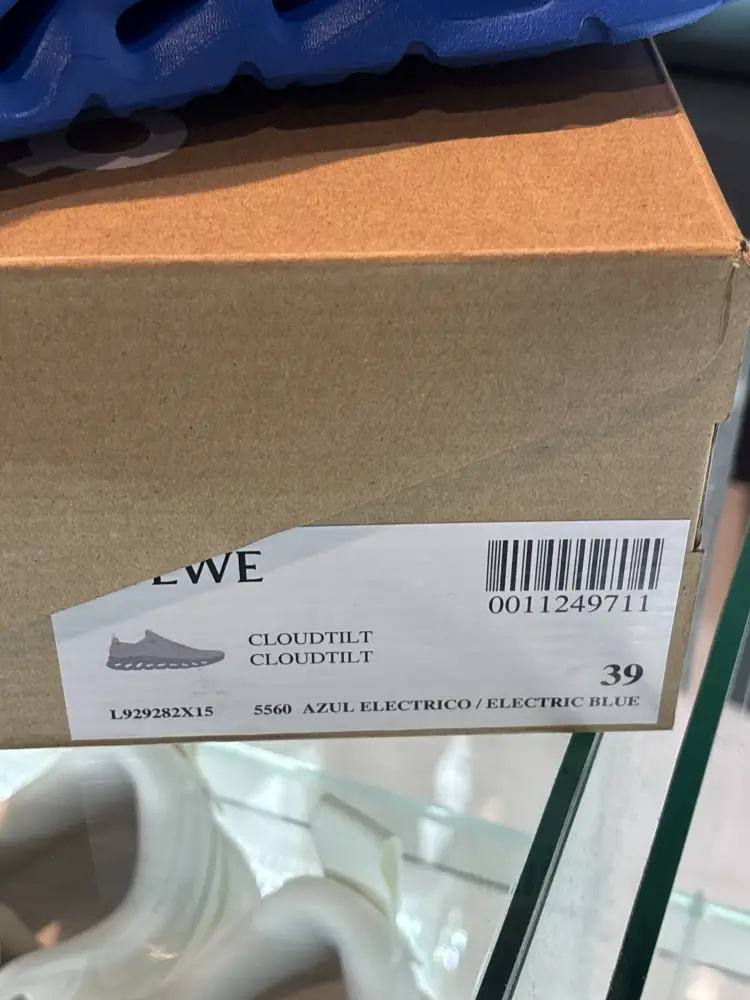 EWE
0011249711
CLOUDTILT
CLOUDTILT
39
L929282X15 5560 AZUL ELECTRICO / ELECTRIC BLUE